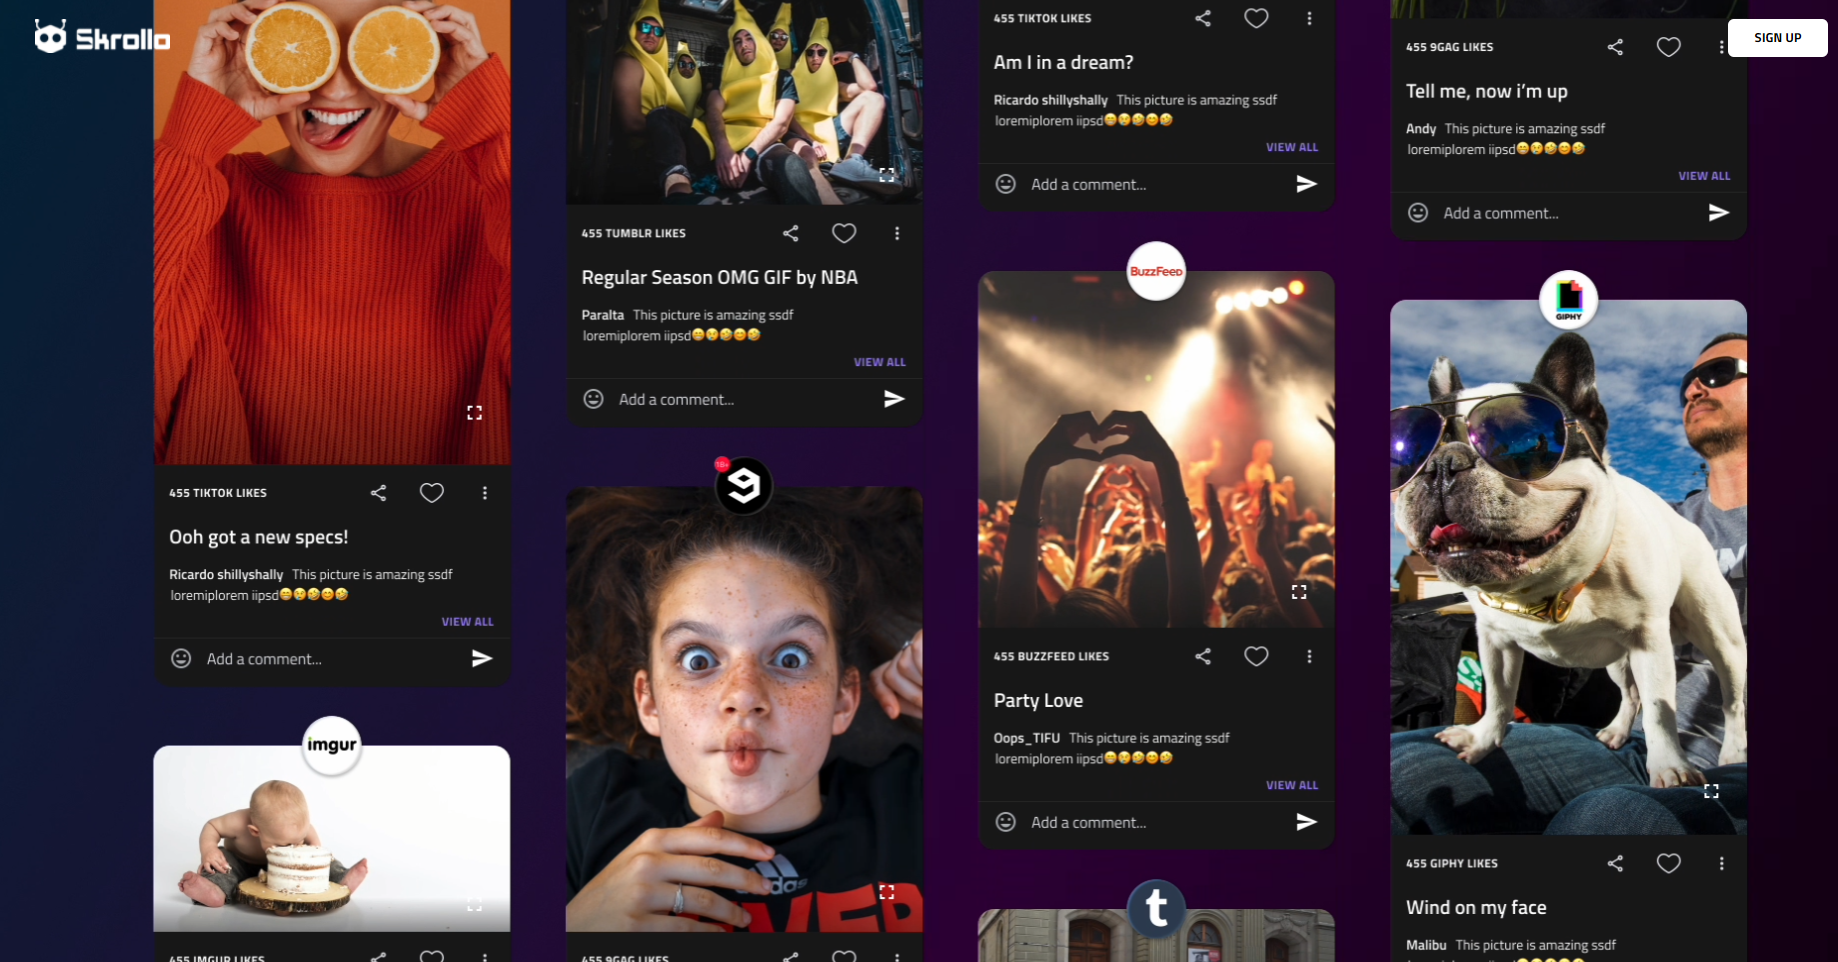 Skrollo
SIGN UP
455 TIKTOK LIKES
Ooh got a new specs!
Ricardo shillyshally This picture is amazing ssdf
loremiplorem iipsd😁😢🤣😊🤣
VIEW ALL
Add a comment...
imgur
455 IMGUR LIKES
455 TUMBLR LIKES
Regular Season OMG GIF by NBA
Paralta This picture is amazing ssdf
loremiplorem iipsd😁😢🤣😊🤣
VIEW ALL
Add a comment...
18+
9
adidas
455 9GAG LIKES
455 TIKTOK LIKES
Am I in a dream?
Ricardo shillyshally This picture is amazing ssdf
loremiplorem iipsd😁😢🤣😊🤣
VIEW ALL
Add a comment...
BuzzFeed
455 BUZZFEED LIKES
Party Love
Oops_TIFU This picture is amazing ssdf
loremiplorem iipsd😁😢🤣😊🤣
VIEW ALL
Add a comment...
t
455 9GAG LIKES
Tell me, now i’m up
Andy This picture is amazing ssdf
loremiplorem iipsd😁😢🤣😊🤣
VIEW ALL
Add a comment...
GIPHY
455 GIPHY LIKES
Wind on my face
Malibu This picture is amazing ssdf